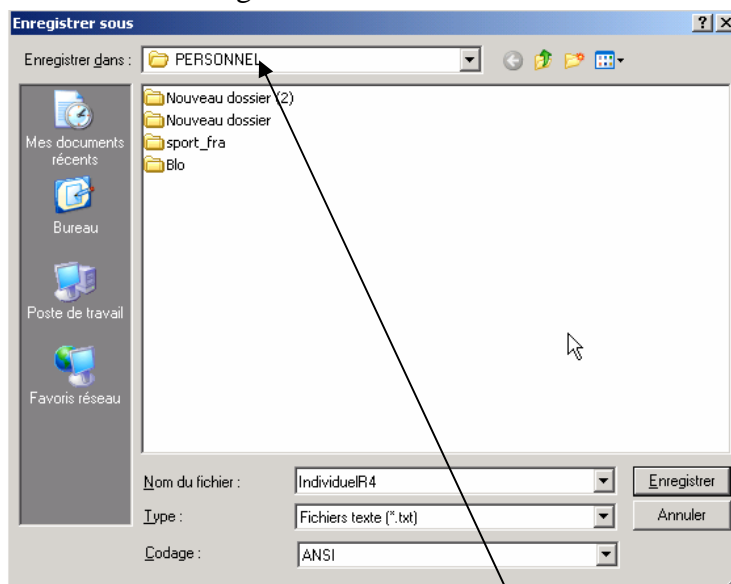 Enregistrer sous
Enregistrer dans : PERSONNEL
Nouveau dossier (2)
Nouveau dossier
sport_fra
Blo
Mes documents
récents
Bureau
Poste de travail
Favoris réseau
Nom du fichier : IndividuelR4 Enregistrer
Type : Fichiers texte (*.txt) Annuler
Codage : ANSI